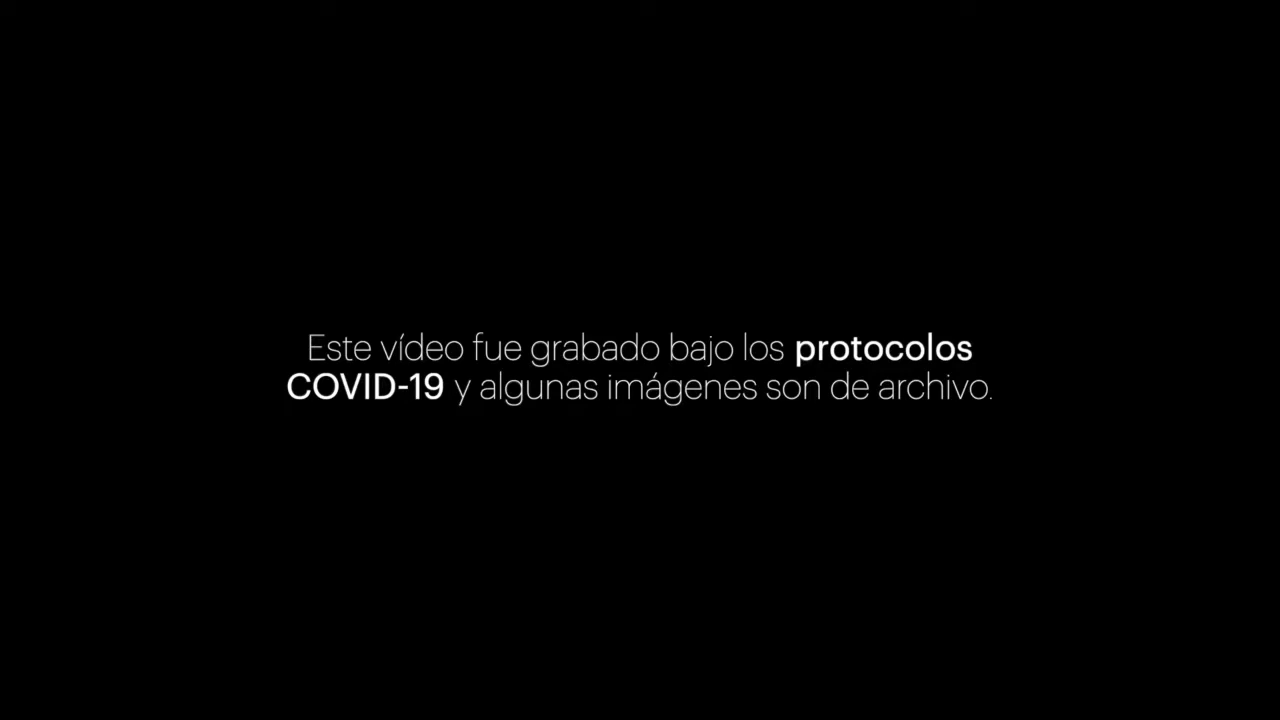 Este vídeo fue grabado bajo los protocolos
COVID-19 y algunas imágenes son de archivo.